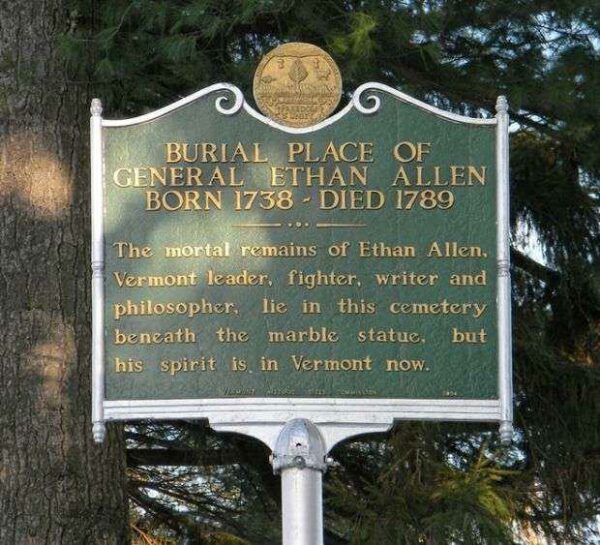 BURIAL PLACE OF
GENERAL ETHAN ALLEN
BORN 1738 - DIED 1789
The mortal remains of Ethan Allen,
Vermont leader, fighter, writer and
philosopher, lie in this cemetery
beneath the marble statue, but
his spirit is in Vermont now.
VERMONT